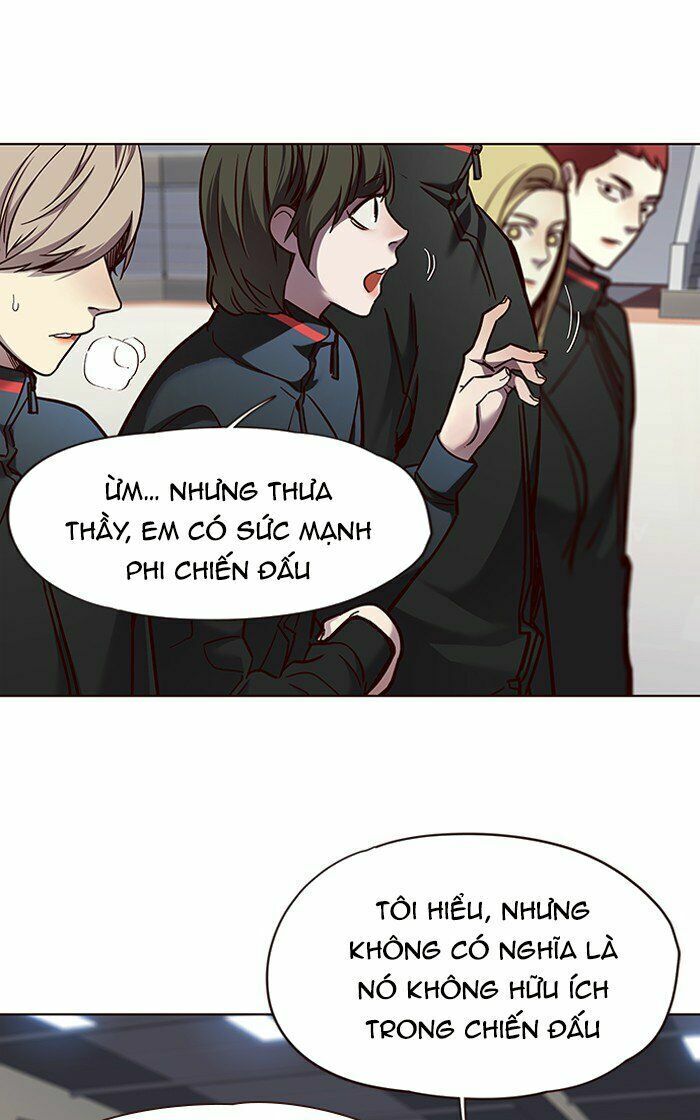 ỪM... NHƯNG THƯA
THẦY, EM CÓ SỨC MẠNH
PHI CHIẾN ĐẤU
TÔI HIỂU, NHƯNG
KHÔNG CÓ NGHĨA LÀ
NÓ KHÔNG HỮU ÍCH
TRONG CHIẾN ĐẤU